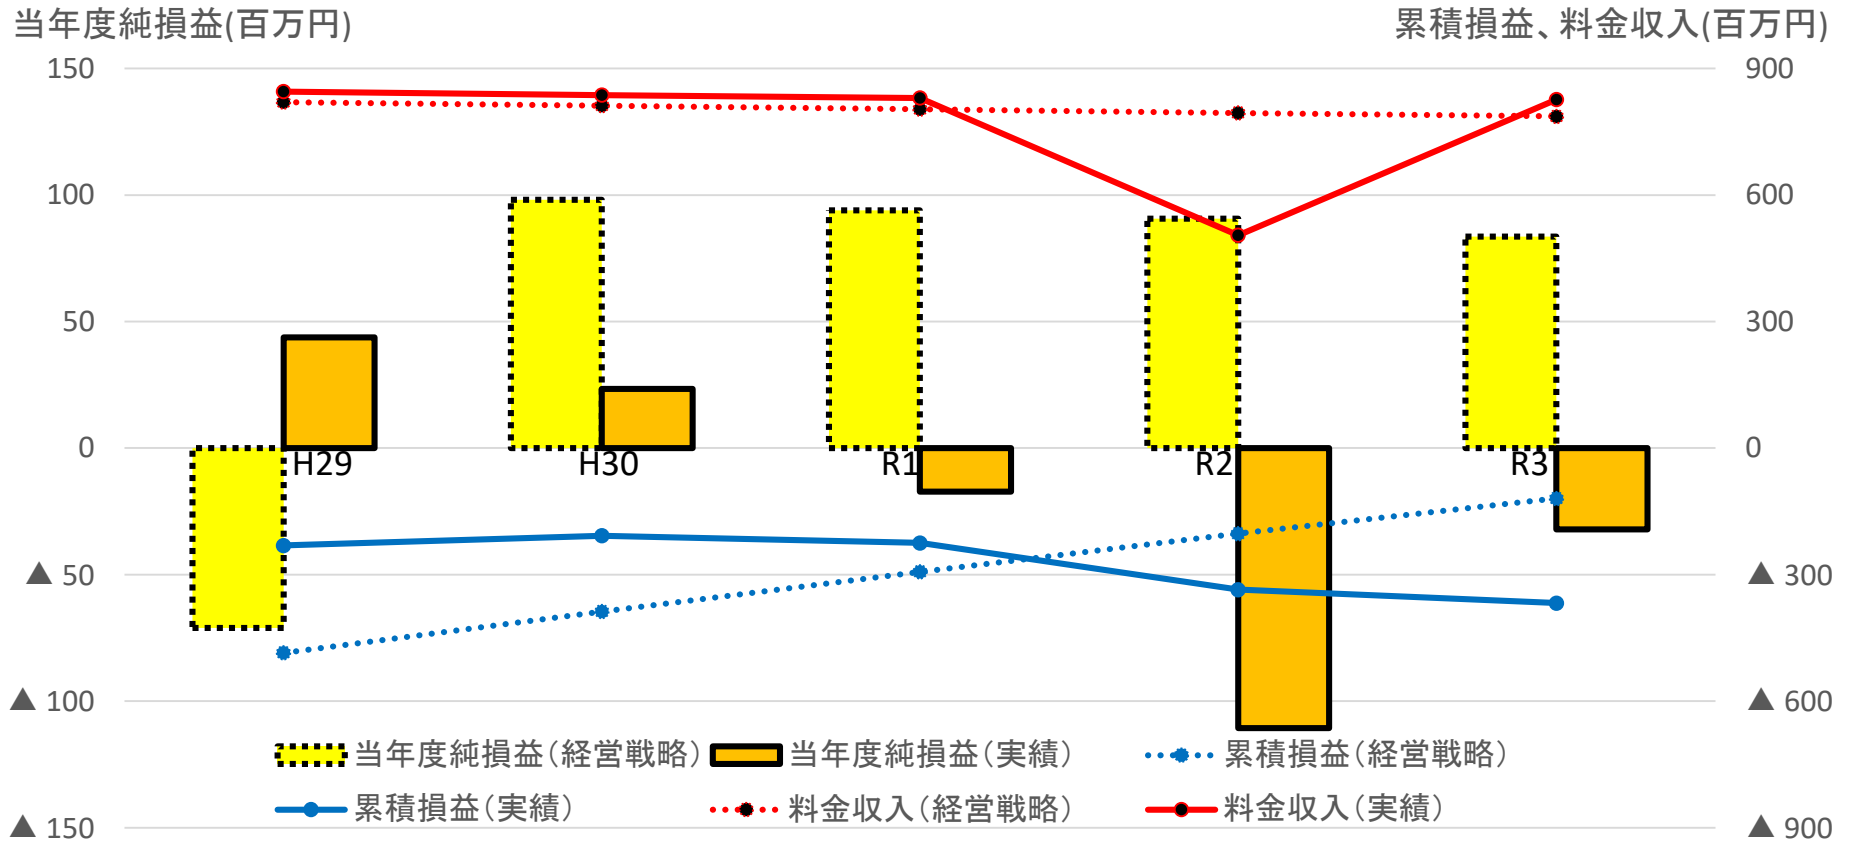 当年度純損益(百万円)
累積損益、料金収入(百万円)
150
900
100
600
50
300
0
0
H29
H30
R1
R2
R3
▲ 50
▲ 300
▲ 100
▲ 600
当年度純損益（経営戦略）
当年度純損益（実績）
累積損益（経営戦略）
累積損益（実績）
料金収入（経営戦略）
料金収入（実績）
▲ 150
▲ 900